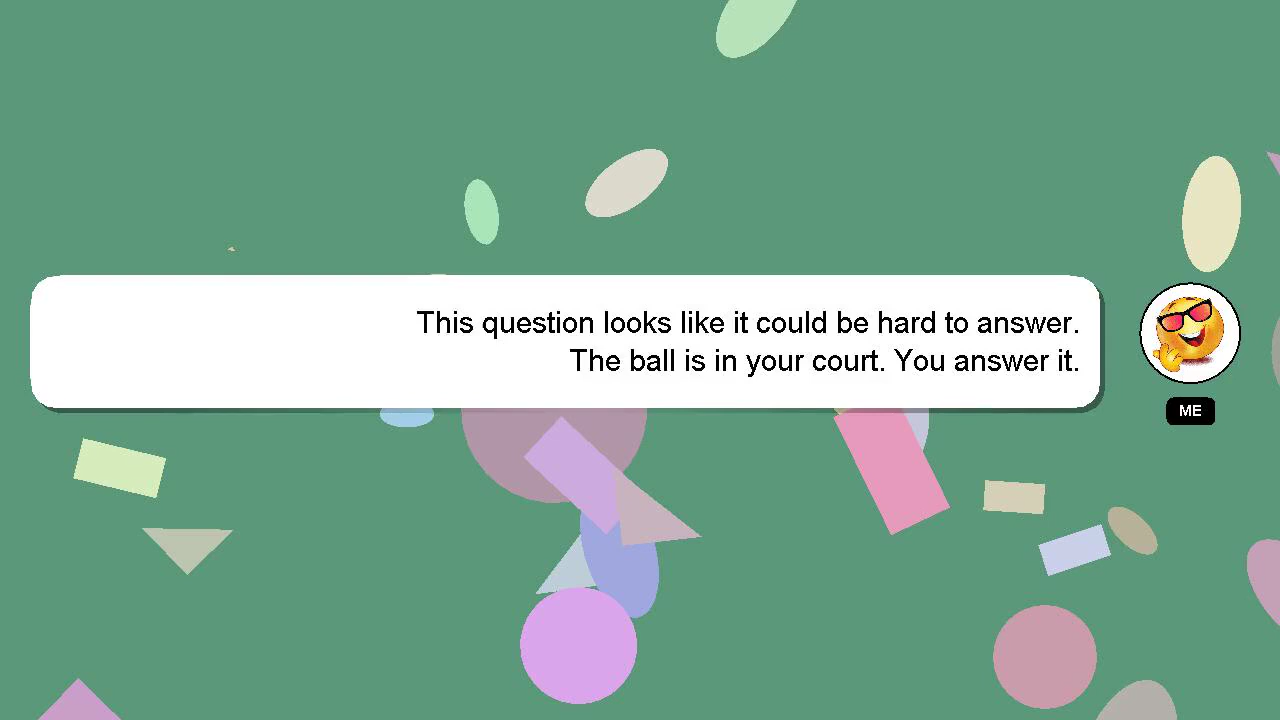 This question looks like it could be hard to answer.
The ball is in your court. You answer it.
ME